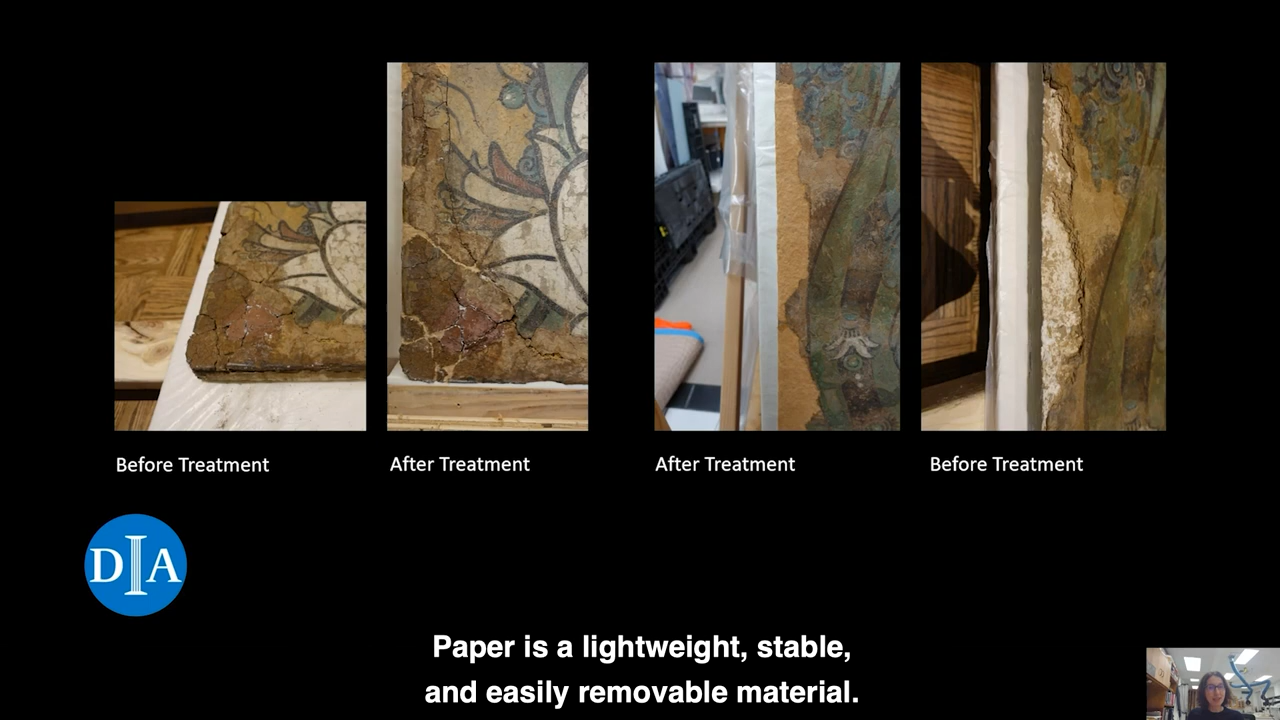 Before Treatment
After Treatment
After Treatment
Before Treatment
DIA
Paper is a lightweight, stable,
and easily removable material.